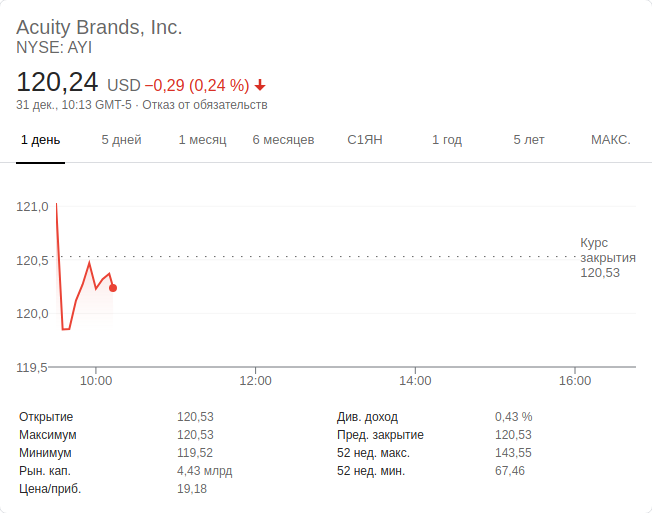 Acuity Brands, Inc.
NYSE: AYI
120,24 USD −0,29 (0,24 %)
31 дек., 10:13 GMT-5 · Отказ от обязательств
1 день 5 дней 1 месяц 6 месяцев С1ЯН 1 год 5 лет МАКС.
121,0
120,5
120,0
119,5
Курс
закрытия
120,53
10:00 12:00 14:00 16:00
Открытие 120,53
Максимум 120,53
Минимум 119,52
Рын. кап. 4,43 млрд
Цена/приб. 19,18
Див. доход 0,43 %
Пред. закрытие 120,53
52 нед. макс. 143,55
52 нед. мин. 67,46